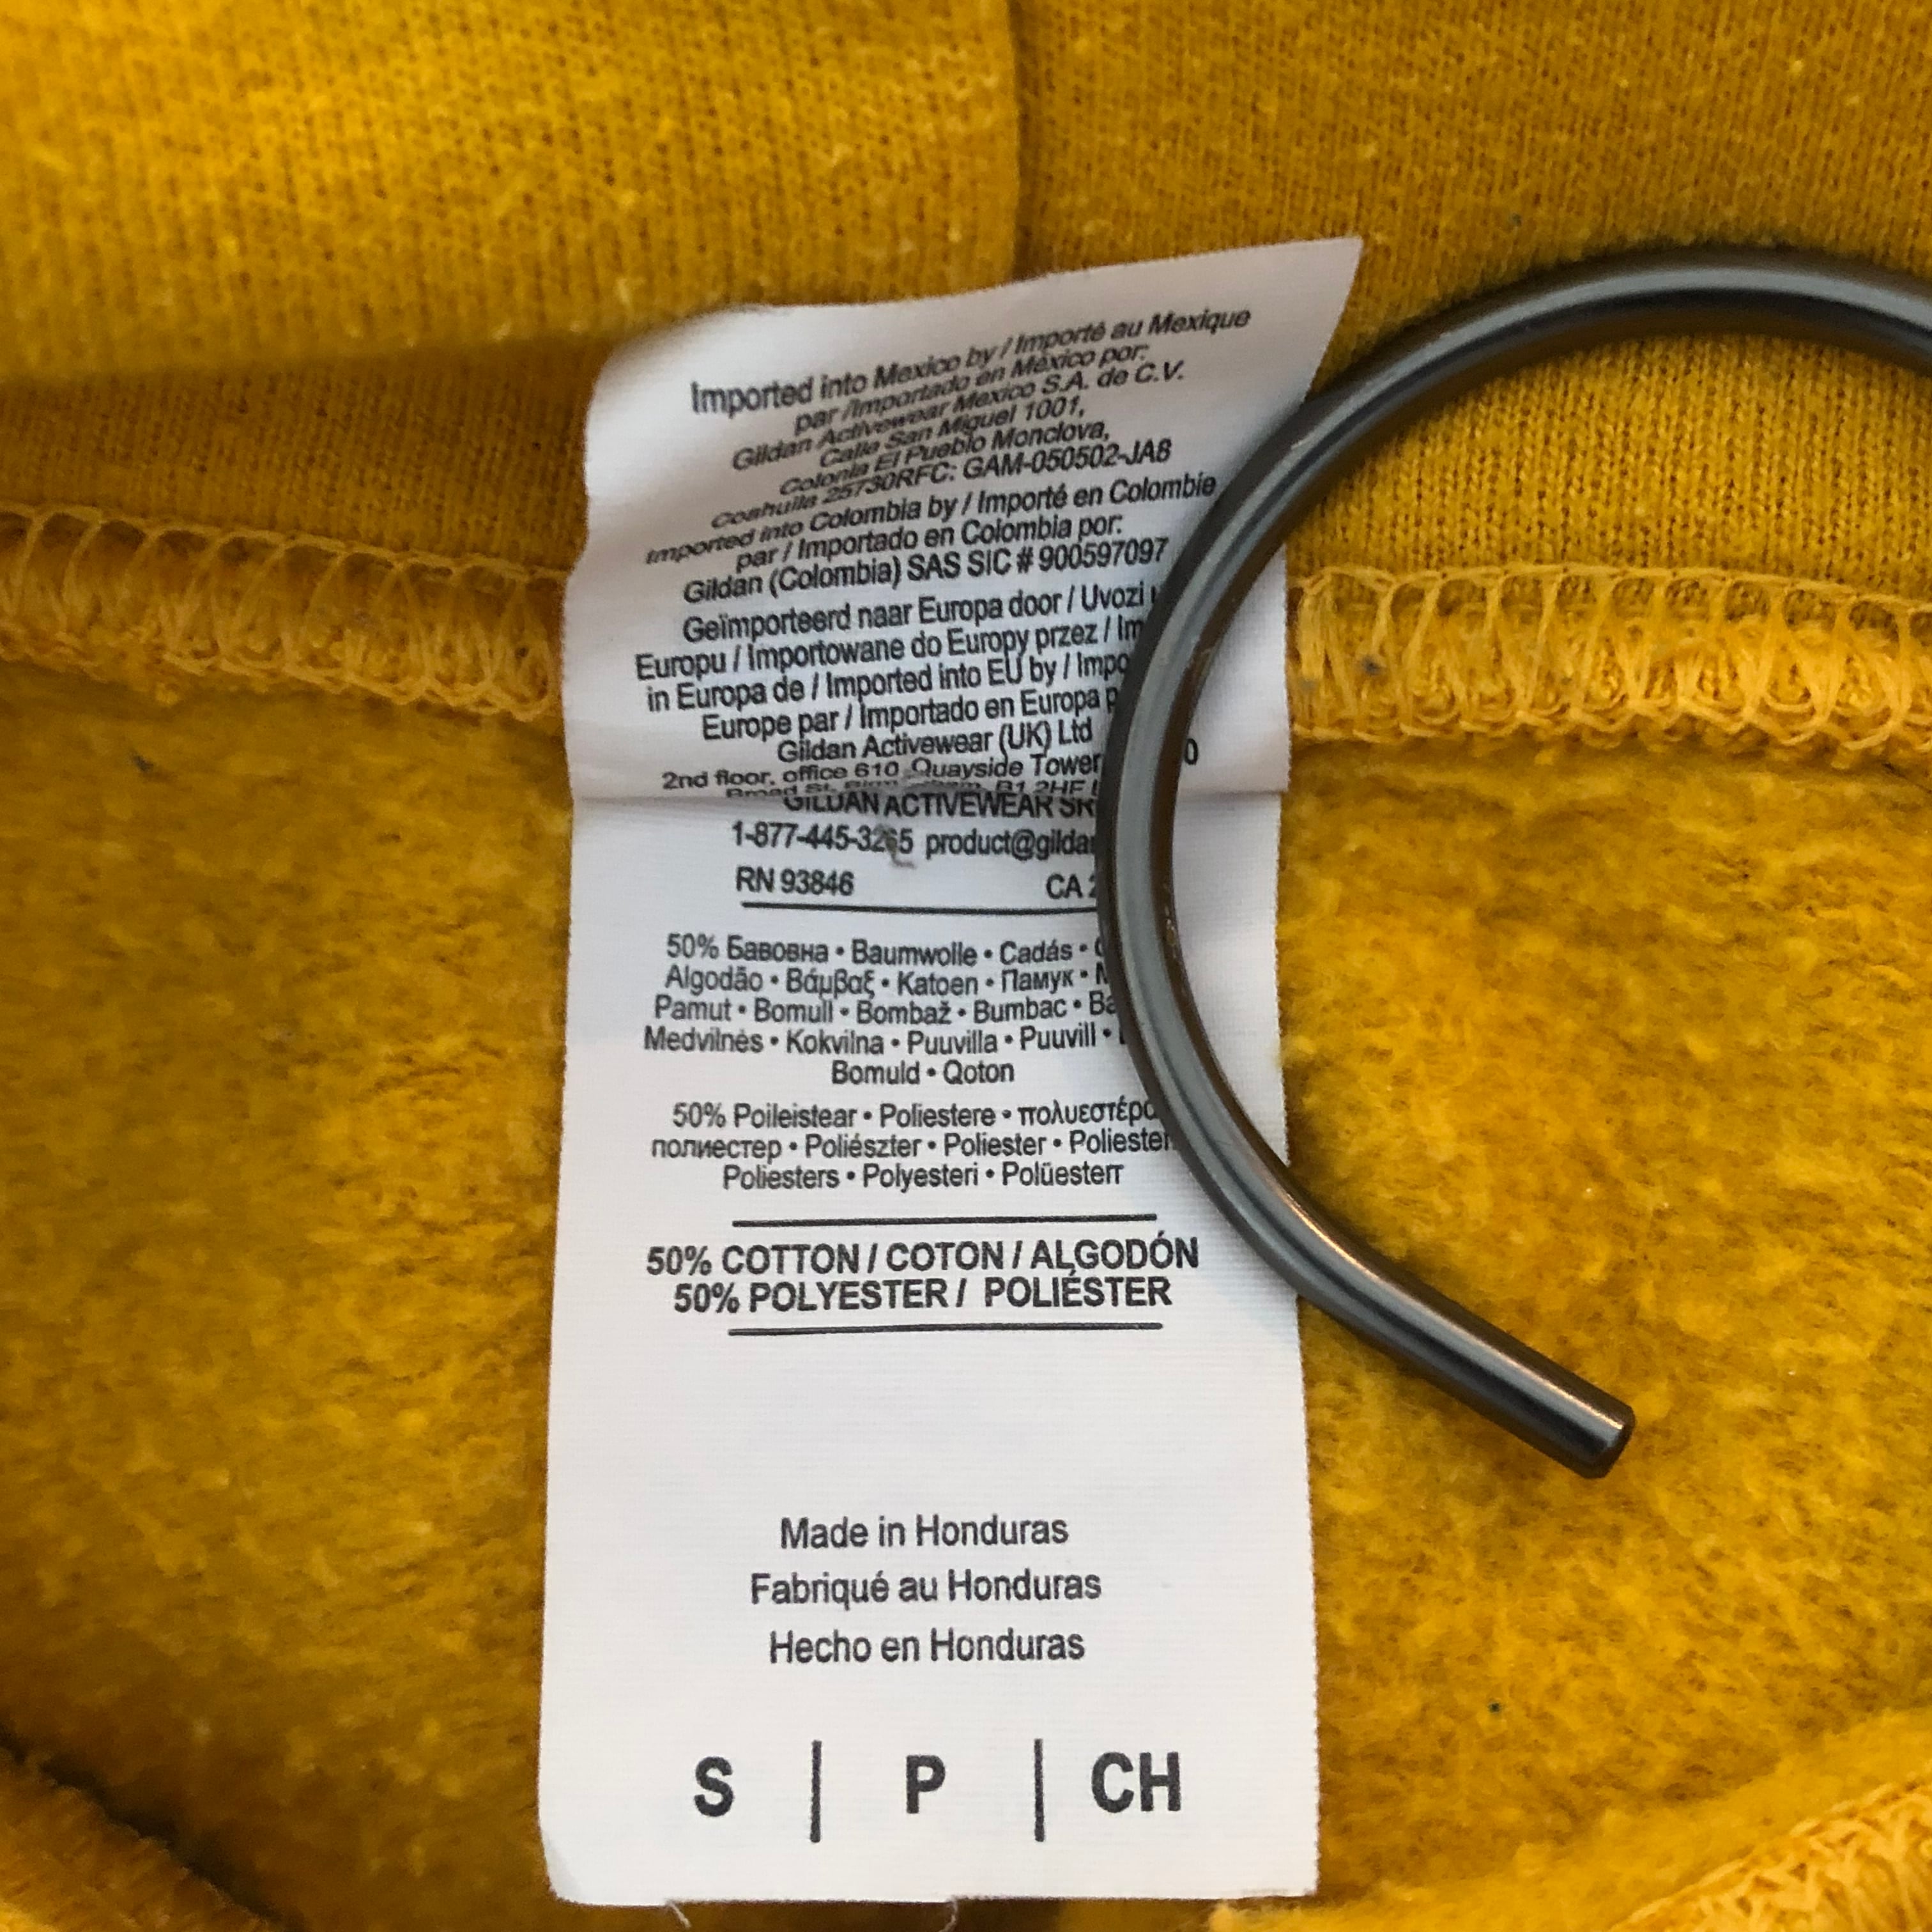 Imported into Mexico by / Importé au Mexique
par /Importado en México por:
Gildan Activewear Mexico S.A. de C.V.
Calle San Miguel 1001,
Colonia El Pueblo Monclova,
Coahuila 25730RFC: GAM-050502-JA8
Imported into Colombia by / Importé en Colombie
par / Importado en Colombia por:
Gildan (Colombia) SAS SIC # 900597097
Geïmporteerd naar Europa door / Uvozi
Europu / Importowane do Europy przez /
in Europa de / Imported into EU by /
Europe par / Importado en Europa
Gildan Activewear (UK) Ltd
2nd floor, office 610 Quayside Tower
Broad St. B1 2HF
GILDAN ACTIVEWEAR
1-877-445-3265 product@gilda
RN 93846 CA
50% Бавовна • Baumwolle • Cadás •
Algodão • Βάμβαξ • Katoen • Памук •
Pamut • Bomull • Bombaž • Bumbac •
Medvilnės • Kokvilna • Puuvilla • Puuvill •
Bomuld • Qoton
50% Poileistear • Poliestere • πολυεστέρα
полиестер • Poliészter • Poliester • Poliester
Poliesters • Polyesteri • Polüesterr
50% COTTON / COTON / ALGODÓN
50% POLYESTER / POLIÉSTER
Made in Honduras
Fabriqué au Honduras
Hecho en Honduras
S | P | CH